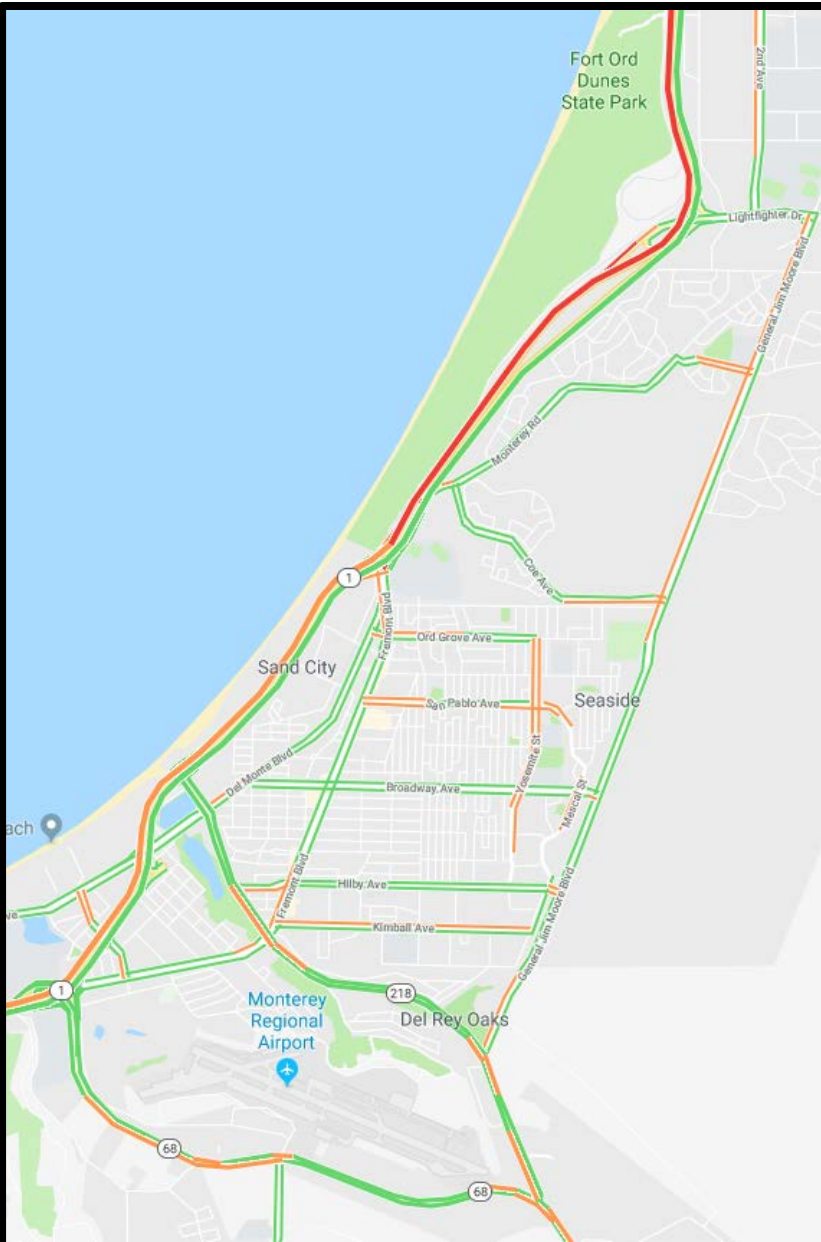 Fort Ord
Dunes
State Park
2nd Ave
Lightfighter Dr
General Jim Moore Blvd
Monterey Rd
Coe Ave
1
Fremont Blvd
Ord Grove Ave
Sand City
San Pablo Ave
Seaside
Yosemite St
Del Monte Blvd
Broadway Ave
Mescal St
ach
Hilby Ave
Fremont Blvd
ve
Kimball Ave
General Jim Moore Blvd
1
218
Monterey
Regional
Airport
Del Rey Oaks
68
68